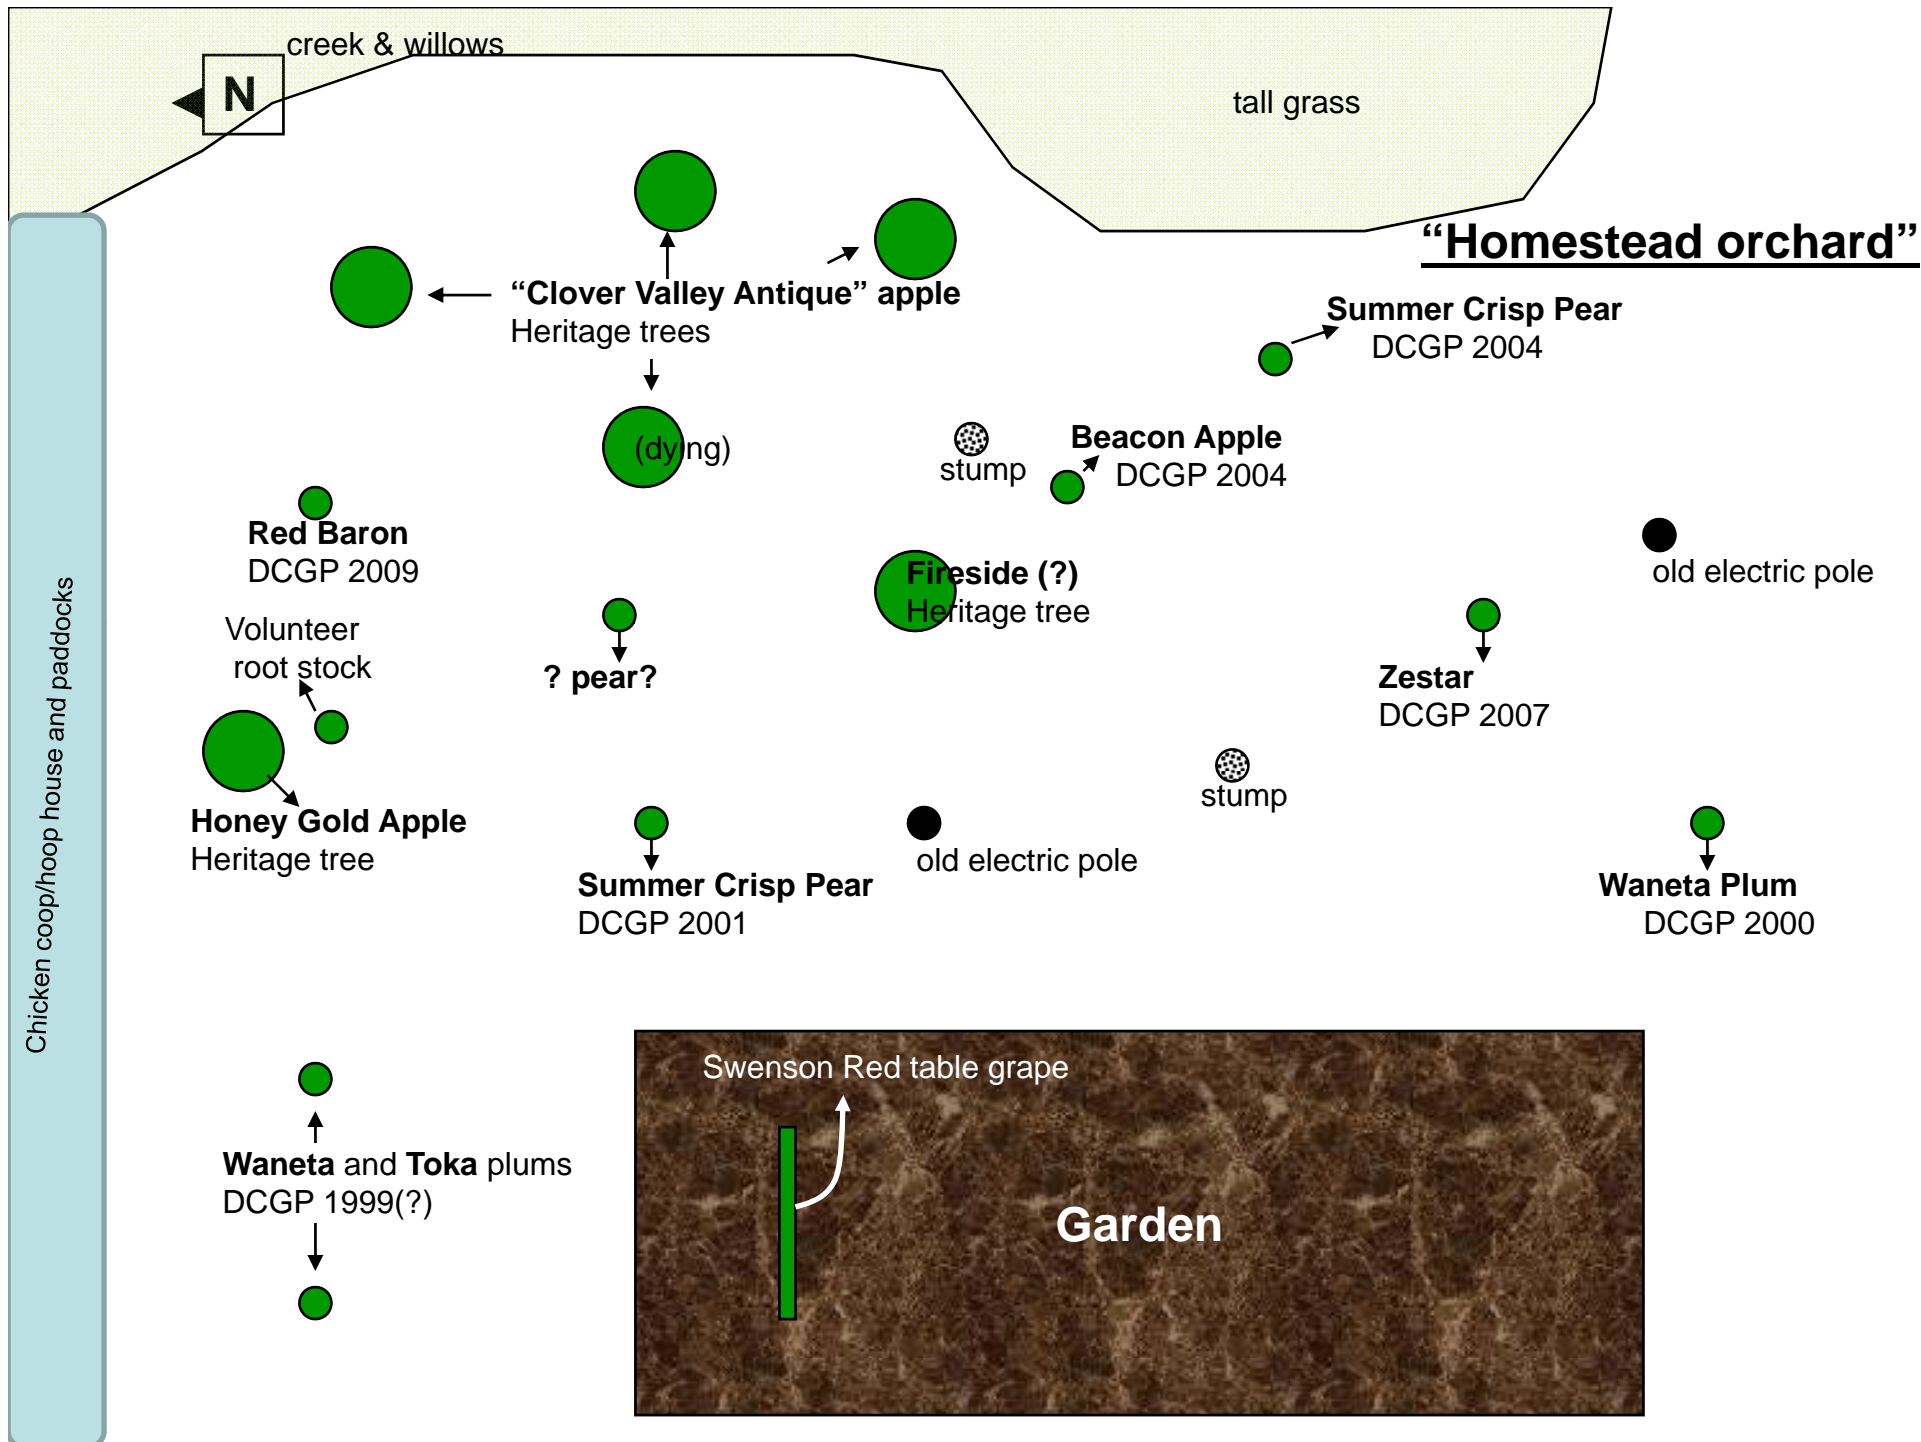 creek & willows
N
tall grass
“Homestead orchard”
“Clover Valley Antique” apple
Heritage trees
Summer Crisp Pear
DCGP 2004
(dying)
stump
Beacon Apple
DCGP 2004
Red Baron
DCGP 2009
Fireside (?)
Heritage tree
old electric pole
Volunteer
root stock
? pear?
Zestar
DCGP 2007
stump
Honey Gold Apple
Heritage tree
old electric pole
Summer Crisp Pear
DCGP 2001
Waneta Plum
DCGP 2000
Chicken coop/hoop house and paddocks
Swenson Red table grape
Waneta and Toka plums
DCGP 1999(?)
Garden